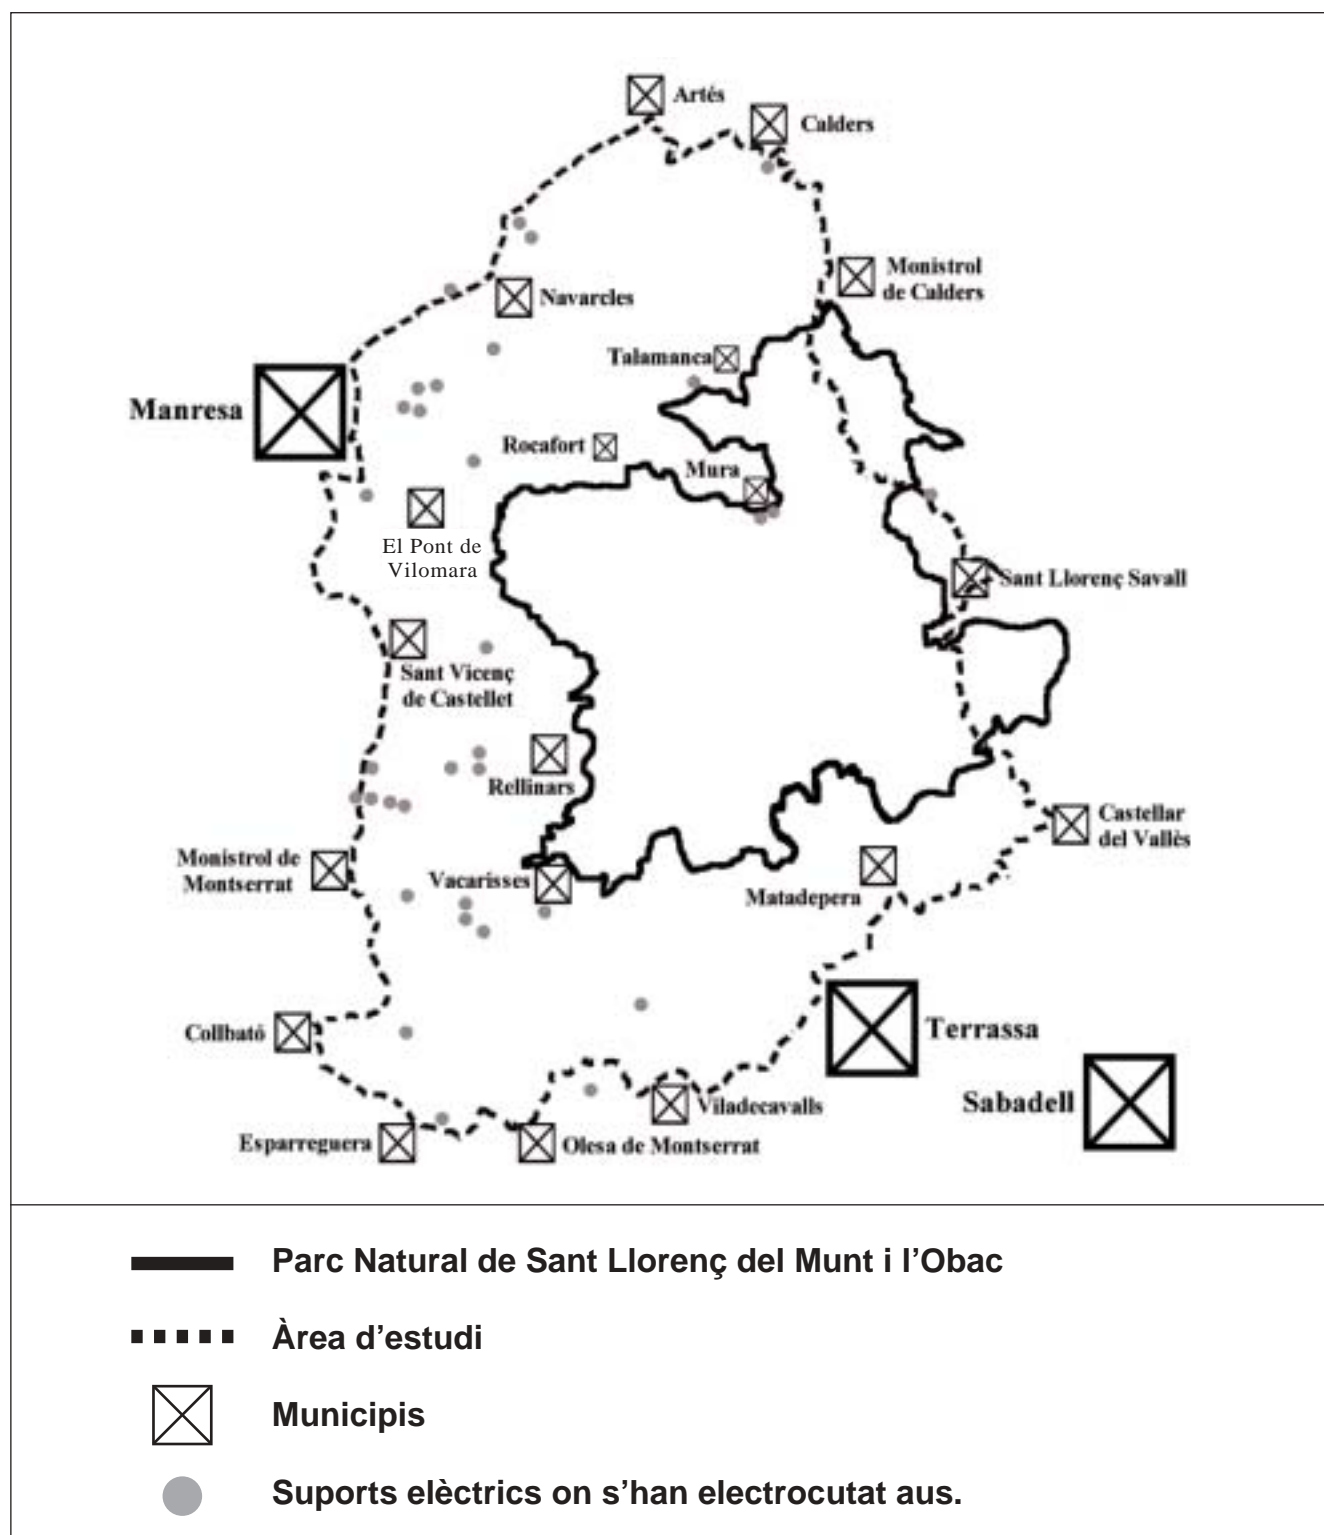 Artés
Calders
Monistrol
de Calders
Navarcles
Talamanca
Manresa
Rocafort
Mura
El Pont de
Vilomara
Sant Llorenç Savall
Sant Vicenç
de Castellet
Rellinars
Castellar
del Vallès
Monistrol de
Montserrat
Vacarisses
Matadepera
Collbató
Terrassa
Sabadell
Viladecavalls
Esparreguera
Olesa de Montserrat
Parc Natural de Sant Llorenç del Munt i l’Obac
Àrea d’estudi
Municipis
Suports elèctrics on s’han electrocutat aus.